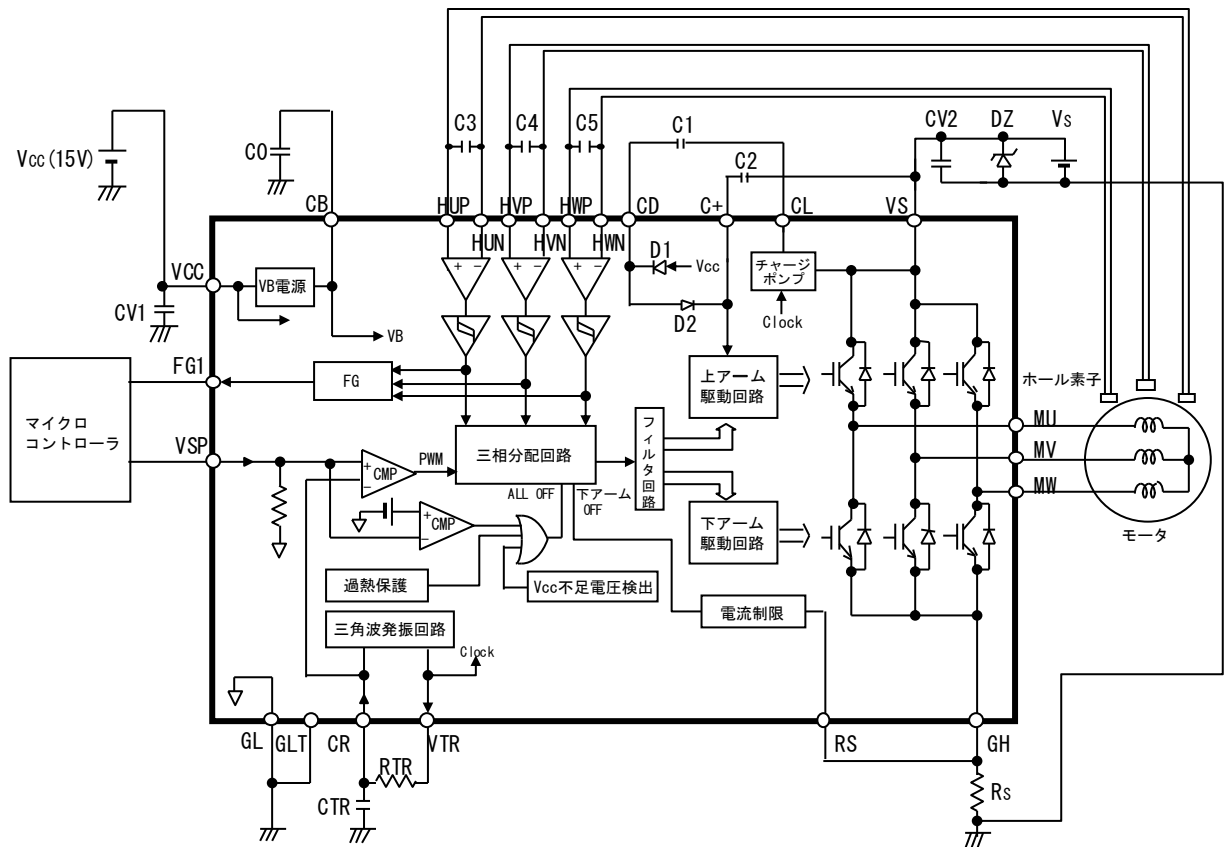 C3
C4
C5
C1
C2
CV2
DZ
VS
VCC(15V)
C0
CB
HUP
HVP
HWP
CD
C+
CL
VS
HUN
HVN
HWN
VCC
VB電源
D1
Vcc
チャージ
ポンプ
CV1
VB
D2
Clock
FG1
FG
上アーム
駆動回路
ホール素子
マイクロ
コントローラ
MU
VSP
フィルタ回路
三相分配回路
MV
+
−
CMP
PWM
MW
ALL OFF
下アーム
OFF
+
−
CMP
下アーム
駆動回路
モータ
過熱保護
Vcc不足電圧検出
電流制限
三角波発振回路
Clock
GL
GLT
CR
VTR
RS
GH
RTR
CTR
RS
+ −
+ −
+ −